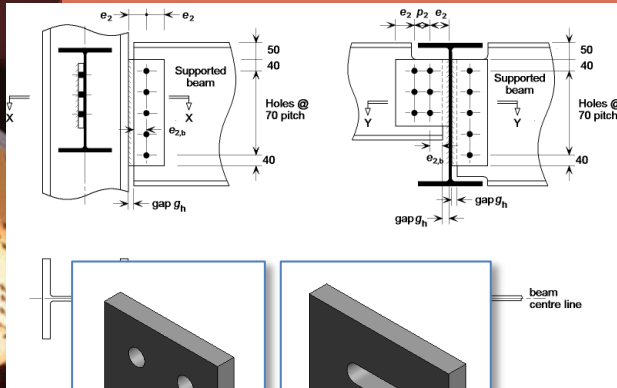 e₂ e₂
50
40
Supported
beam
Holes @
70 pitch
X X
e₂,b
40
gap gₕ
e₂ p₂ e₂
50
40
Supported
beam
Holes @
70 pitch
Y Y
e₂,b
40
gap gₕ
gap gₕ
beam
centre line